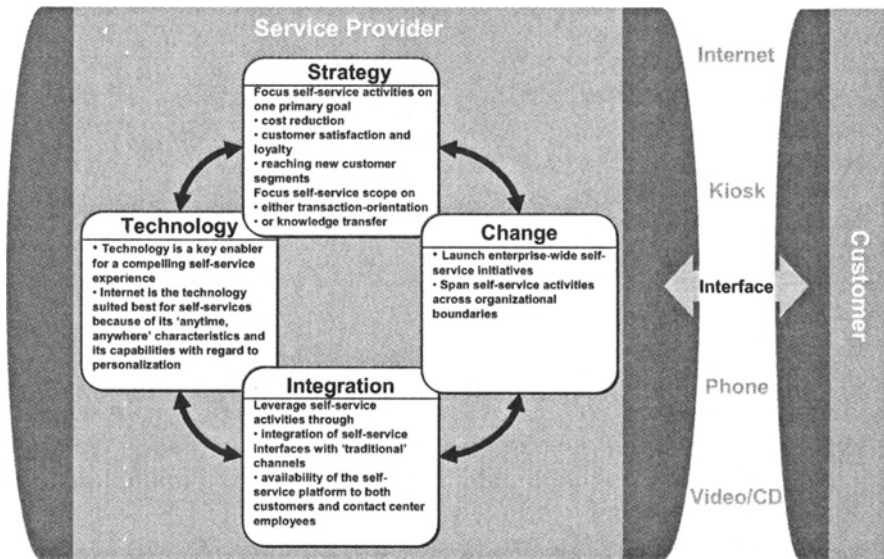 Service Provider
Strategy
Focus self-service activities on
one primary goal
• cost reduction
• customer satisfaction and
loyalty
• reaching new customer
segments
Focus self-service scope on
• either transaction-orientation
• or knowledge transfer
Technology
• Technology is a key enabler
for a compelling self-service
experience
• Internet is the technology
suited best for self-services
because of its ‘anytime,
anywhere’ characteristics and
its capabilities with regard to
personalization
Change
• Launch enterprise-wide self-
service initiatives
• Span self-service activities
across organizational
boundaries
Integration
Leverage self-service
activities through
• integration of self-service
interfaces with ‘traditional’
channels
• availability of the self-
service platform to both
customers and contact center
employees
Internet
Kiosk
Interface
Phone
Video/CD
Customer